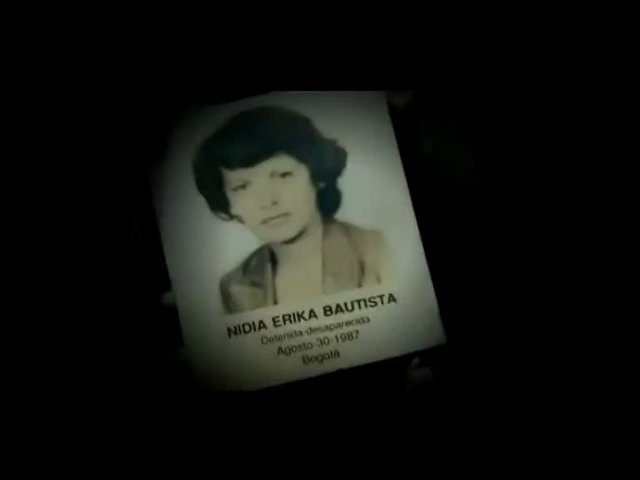 NIDIA ERIKA BAUTISTA
Detenida-desaparecida
Agosto-30-1987
Bogotá